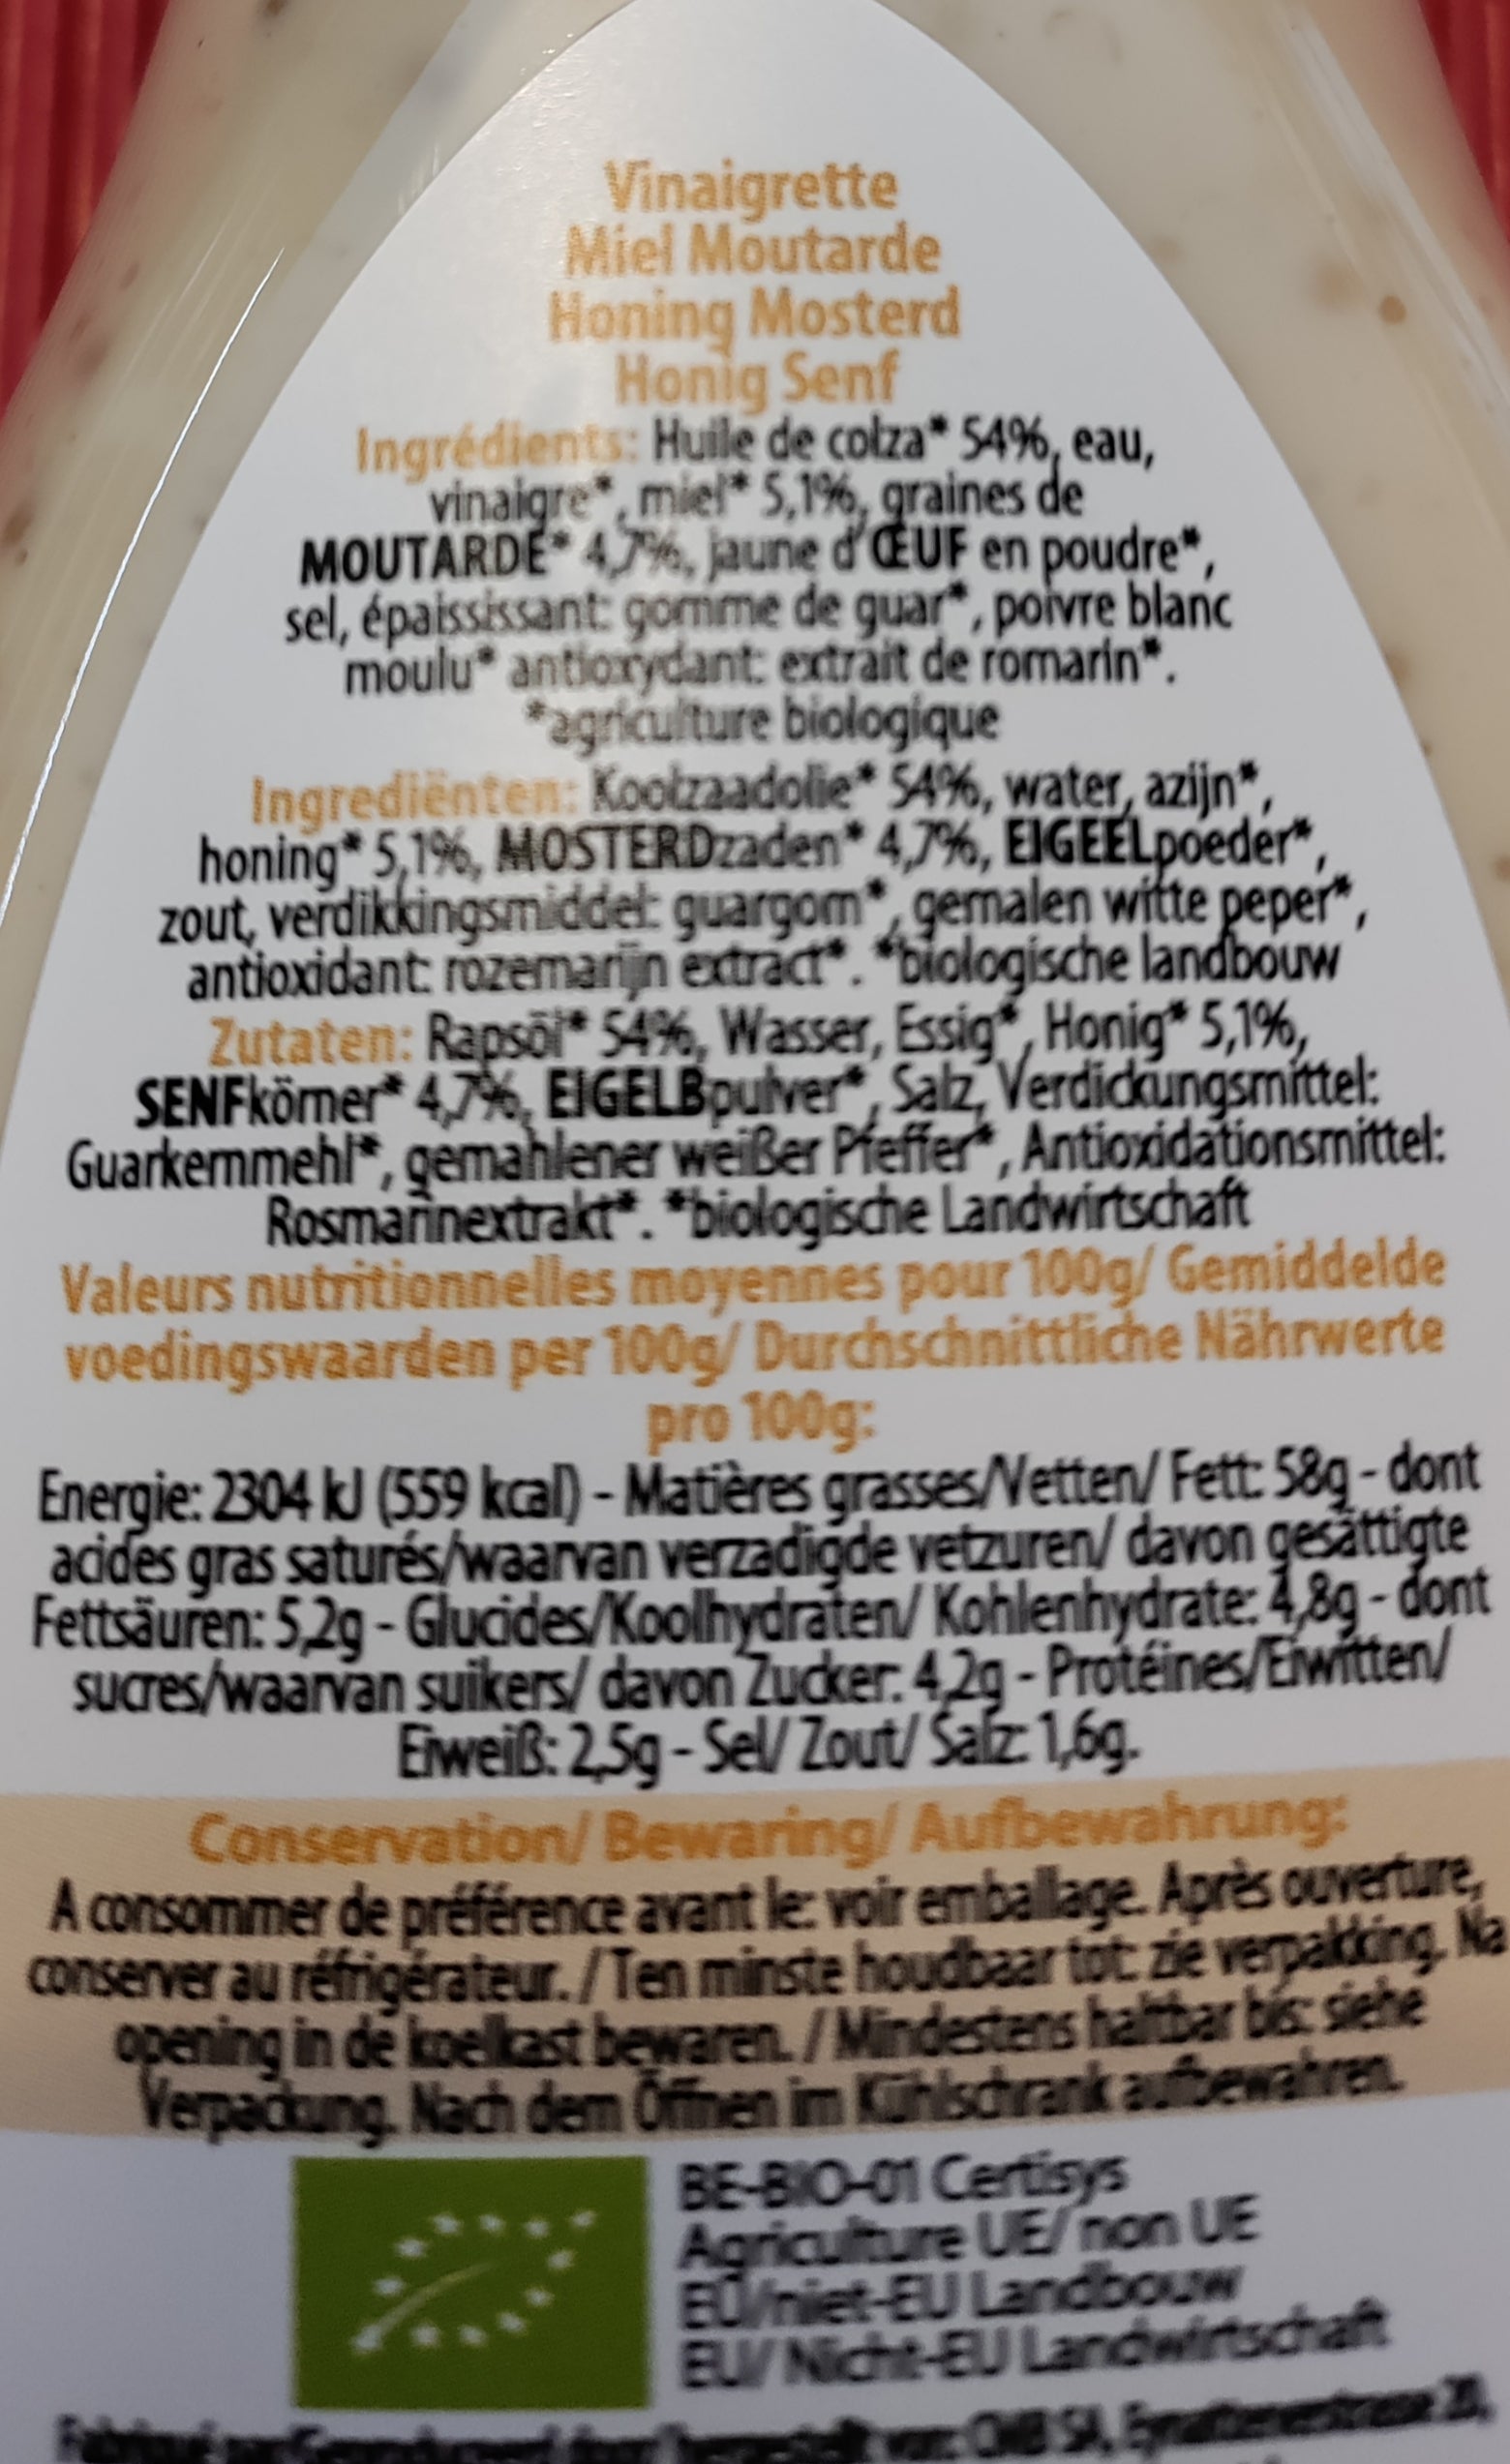 Vinaigrette
Miel Moutarde
Honing Mosterd
Honig Senf
Ingrédients: Huile de colza* 54%, eau,
vinaigre*, miel* 5,1%, graines de
MOUTARDE* 4,7%, jaune d'ŒUF en poudre*,
sel, épaississant: gomme de guar*, poivre blanc
moulu* antioxydant: extrait de romarin*.
*agriculture biologique
Ingrediënten: Koolzaadolie* 54%, water, azijn*,
honing* 5,1%, MOSTERDzaden* 4,7%, EIGEELpoeder*,
zout, verdikkingsmiddel: guargom*, gemalen witte peper*,
antioxidant: rozemarijn extract*. *biologische landbouw
Zutaten: Rapsöl* 54%, Wasser, Essig*, Honig* 5,1%,
SENFkörner* 4,7%, EIGELBpulver*, Salz, Verdickungsmittel:
Guarkernmehl*, gemahlener weißer Pfeffer*, Antioxidationsmittel:
Rosmarinextrakt*. *biologische Landwirtschaft
Valeurs nutritionnelles moyennes pour 100g/ Gemiddelde
voedingswaarden per 100g/ Durchschnittliche Nährwerte
pro 100g:
Energie: 2304 kJ (559 kcal) - Matières grasses/Vetten/ Fett: 58g - dont
acides gras saturés/waarvan verzadigde vetzuren/ davon gesättigte
Fettsäuren: 5,2g - Glucides/Koolhydraten/ Kohlenhydrate: 4,8g - dont
sucres/waarvan suikers/ davon Zucker: 4,2g - Protéines/Eiwitten/
Eiweiß: 2,5g - Sel/ Zout/ Salz: 1,6g.
Conservation/ Bewaring/ Aufbewahrung:
A consommer de préférence avant le: voir emballage. Après ouverture,
conserver au réfrigérateur. / Ten minste houdbaar tot: zie verpakking. Na
opening in de koelkast bewaren. / Mindestens haltbar bis: siehe
Verpackung. Nach dem Öffnen im Kühlschrank aufbewahren.
BE-BIO-01 Certisys
Agriculture UE/ non UE
EU/niet-EU Landbouw
EU/ Nicht-EU Landwirtschaft